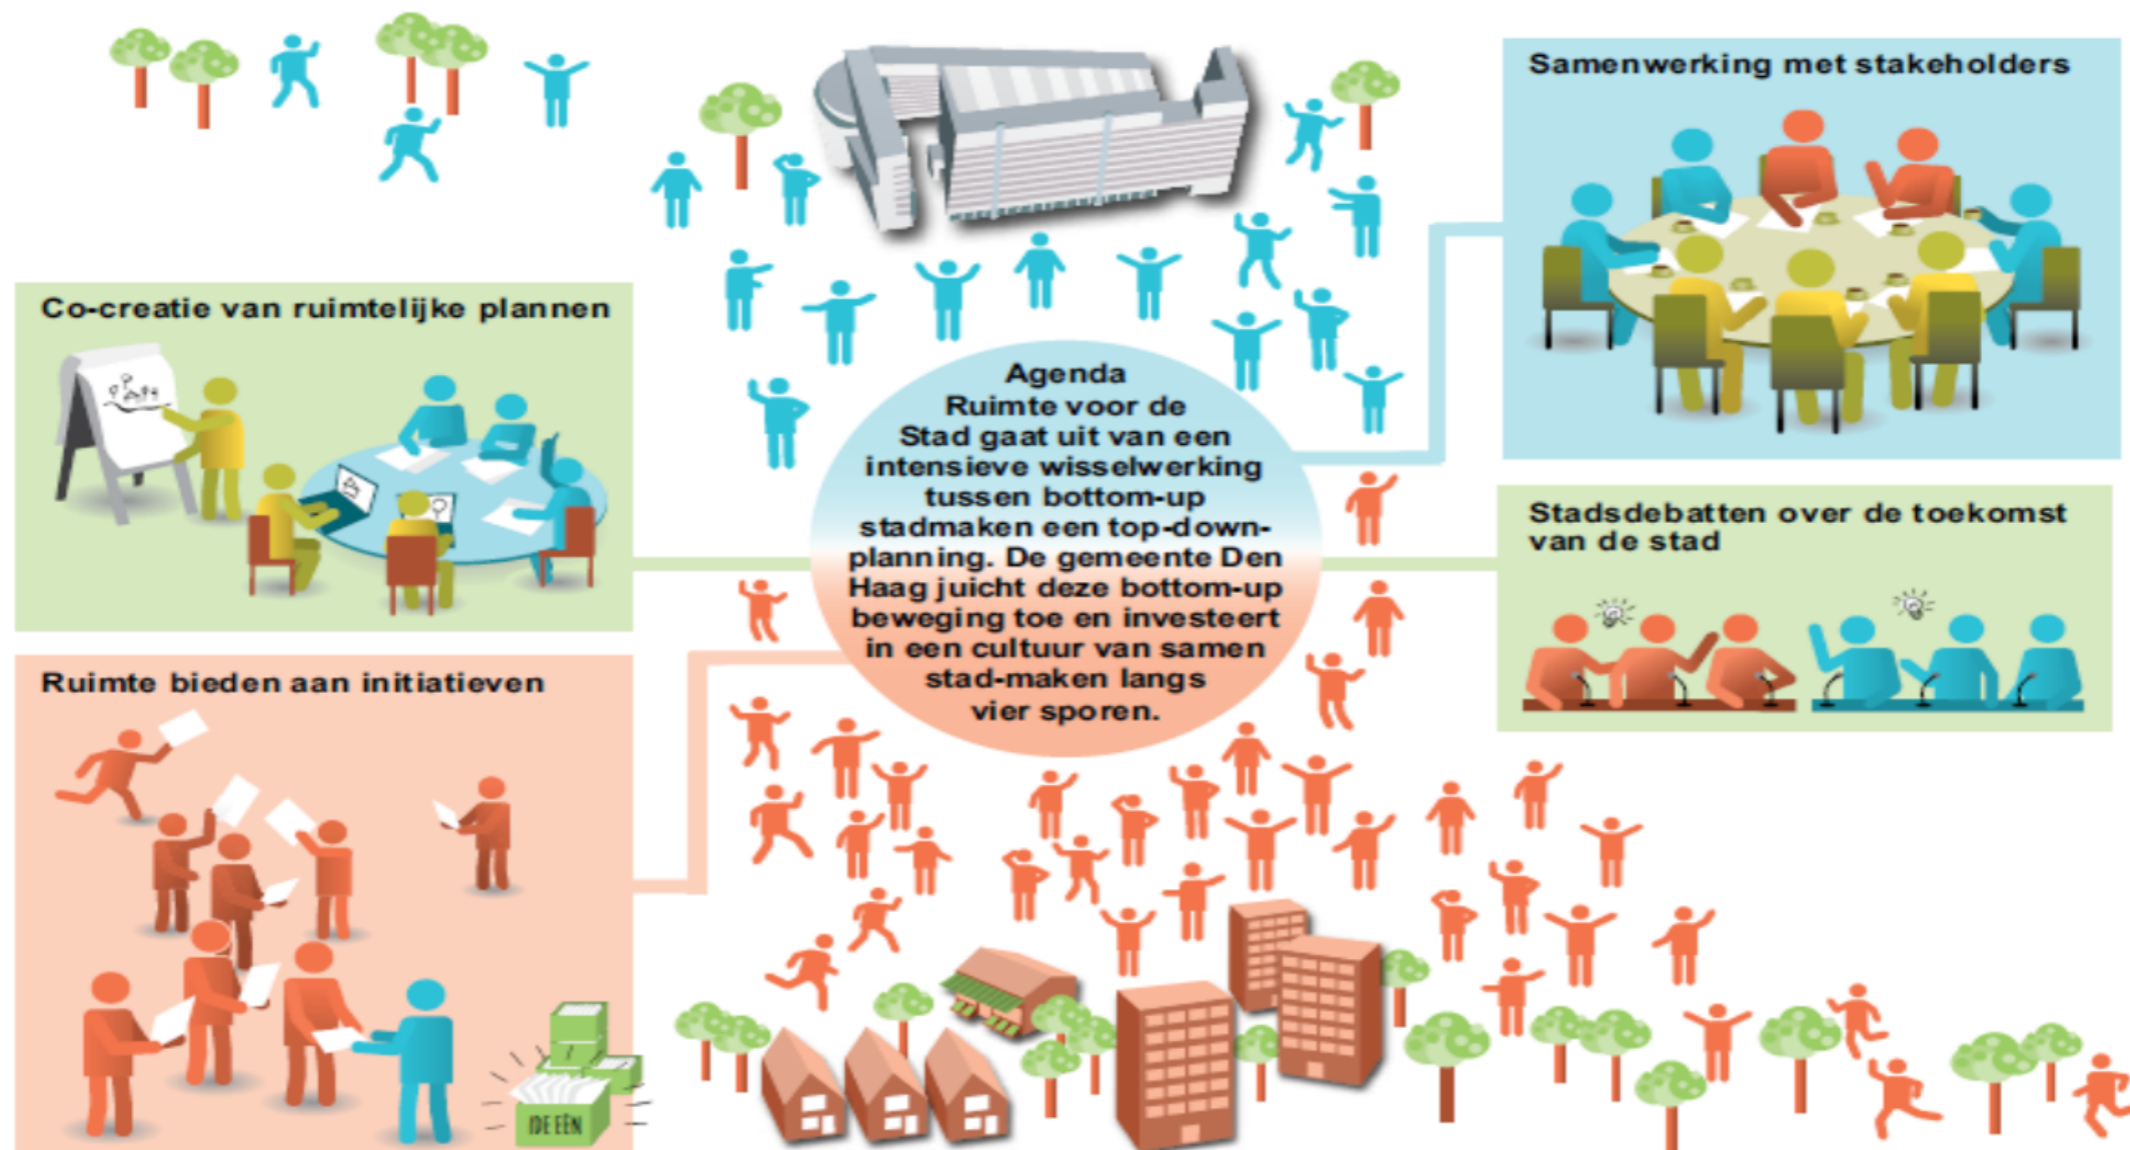 Samenwerking met stakeholders
Co-creatie van ruimtelijke plannen
Agenda
Ruimte voor de
Stad gaat uit van een
intensieve wisselwerking
tussen bottom-up
stadmaken een top-down-
planning. De gemeente Den
Haag juicht deze bottom-up
beweging toe en investeert
in een cultuur van samen
stad-maken langs
vier sporen.
Stadsdebatten over de toekomst
van de stad
Ruimte bieden aan initiatieven
IDEEËN